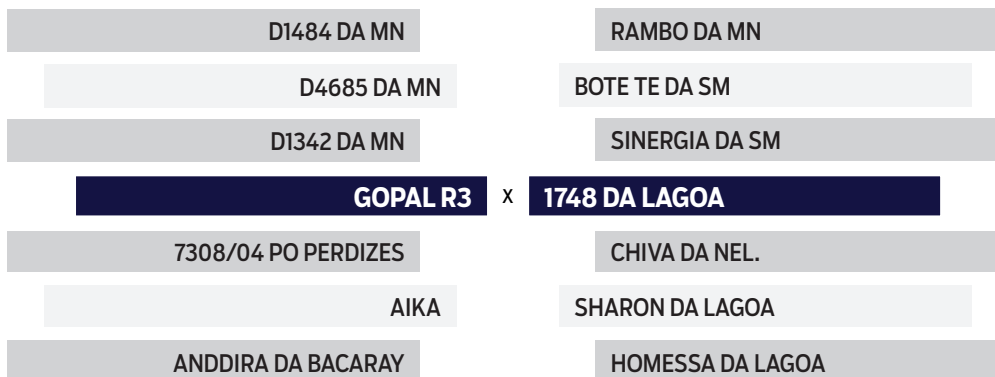 D1484 DA MN RAMBO DA MN
D4685 DA MN BOTE TE DA SM
D1342 DA MN SINERGIA DA SM
GOPAL R3 X 1748 DA LAGOA
7308/04 PO PERDIZES CHIVA DA NEL.
AIKA SHARON DA LAGOA
ANDDIRA DA BACARAY HOMESSA DA LAGOA